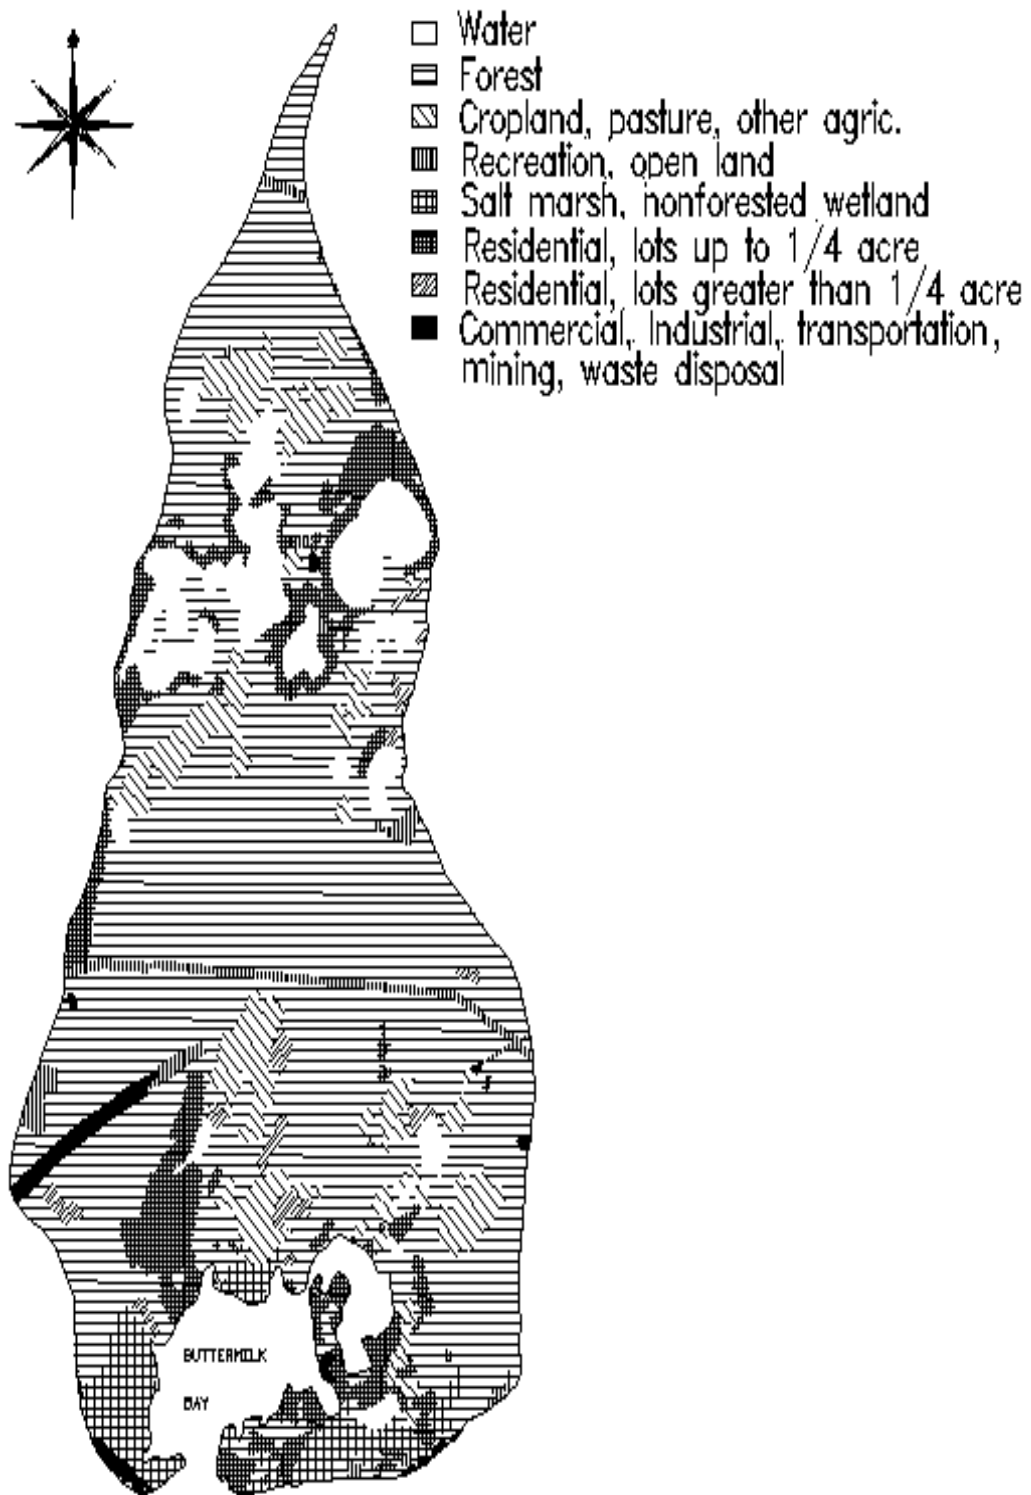 Water
Forest
Cropland, pasture, other agric.
Recreation, open land
Salt marsh, nonforested wetland
Residential, lots up to 1/4 acre
Residential, lots greater than 1/4 acre
Commercial, Industrial, transportation,
mining, waste disposal
BUTTERMILK
BAY